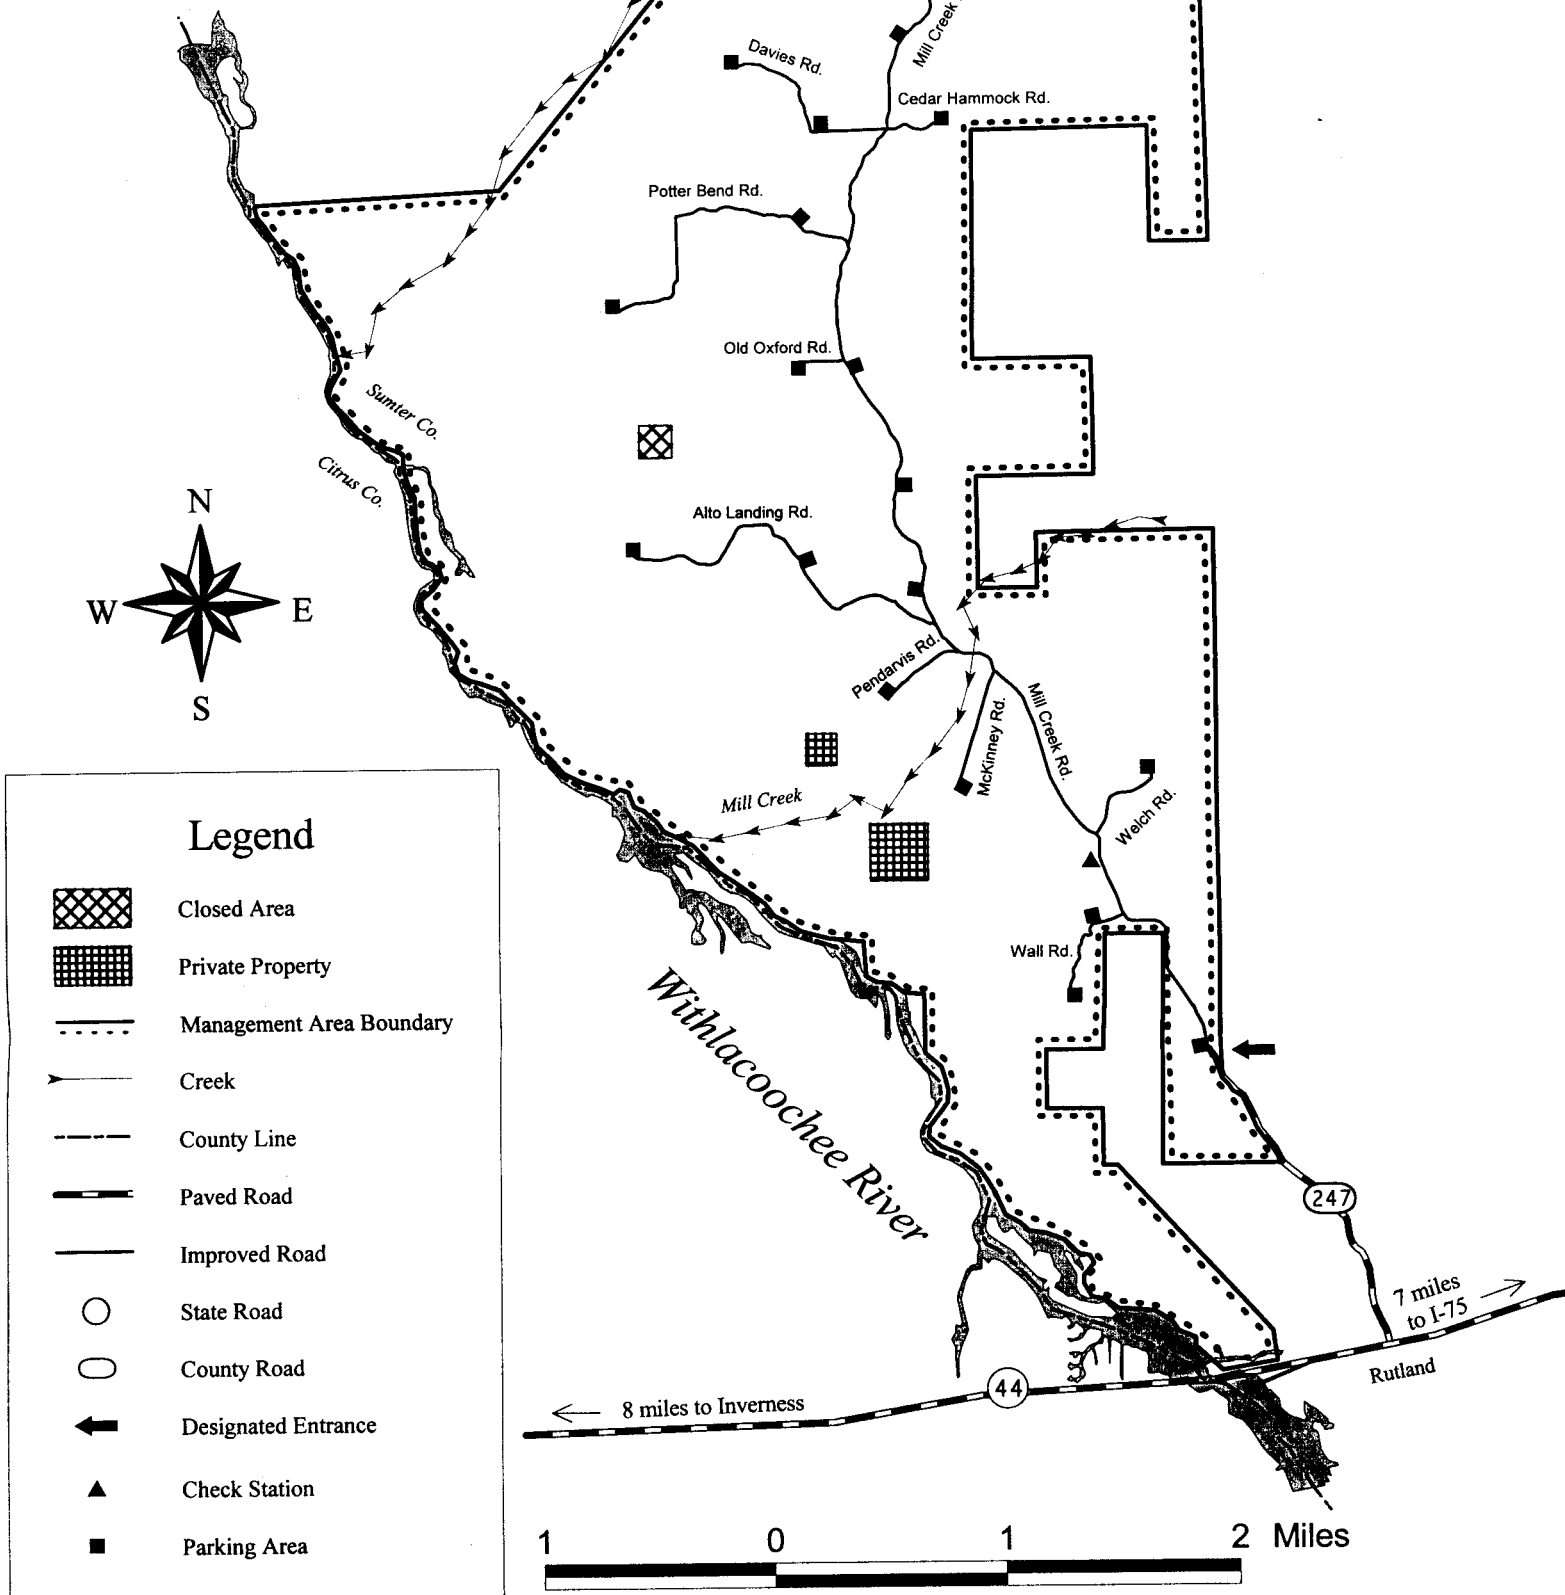 Mill Creek
Davies Rd.
Cedar Hammock Rd.
Potter Bend Rd.
Old Oxford Rd.
Sumter Co.
Citrus Co.
Alto Landing Rd.
N
W
E
S
Pendarvis Rd.
McKinney Rd.
Mill Creek Rd.
Welch Rd.
Mill Creek
Wall Rd.
Withlacoochee River
247
7 miles
to I-75
Rutland
44
8 miles to Inverness
Legend
Closed Area
Private Property
Management Area Boundary
Creek
County Line
Paved Road
Improved Road
State Road
County Road
Designated Entrance
Check Station
Parking Area
1 0 1 2 Miles